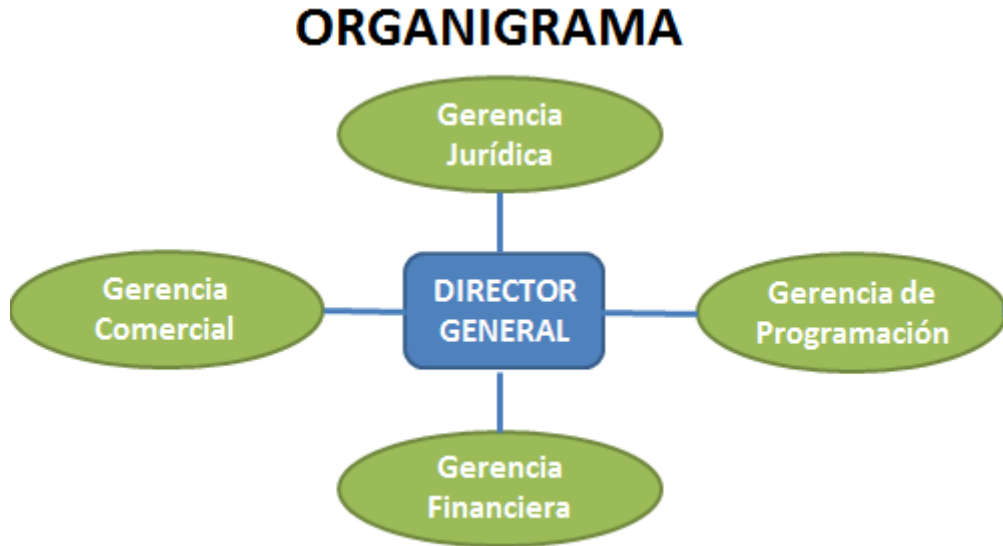 ORGANIGRAMA
Gerencia
Jurídica
Gerencia
Comercial
DIRECTOR
GENERAL
Gerencia de
Programación
Gerencia
Financiera